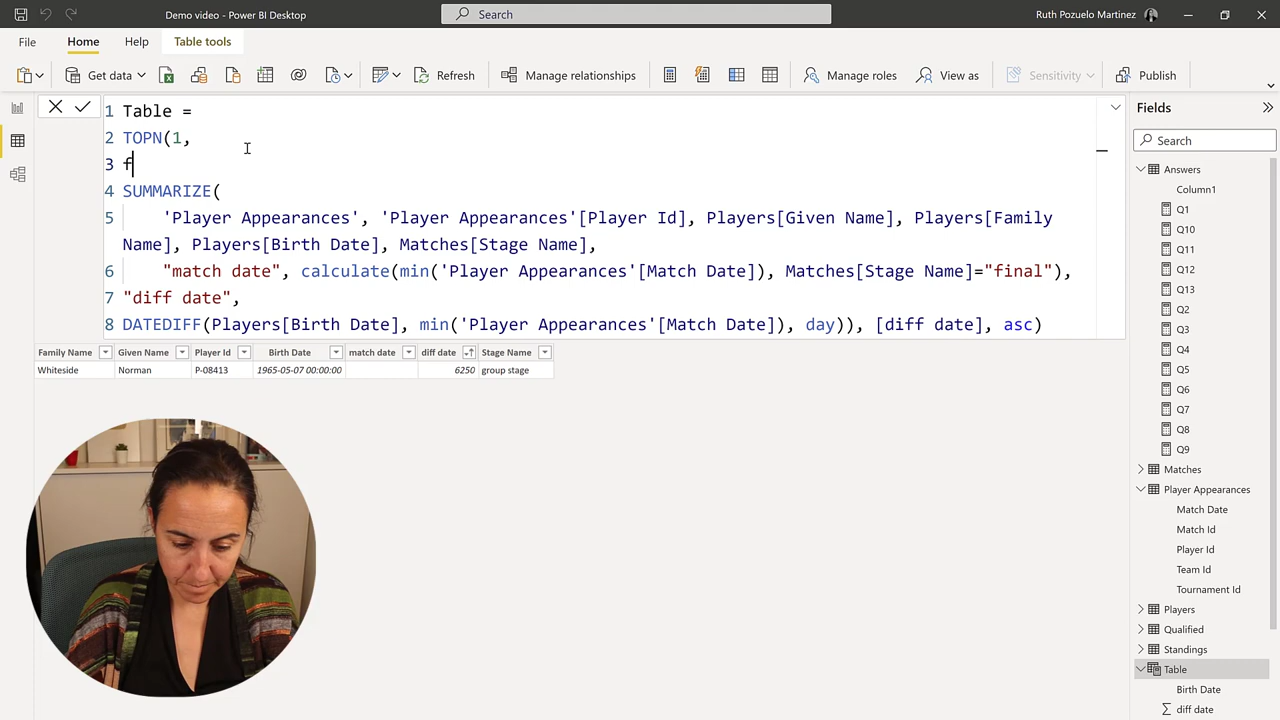 Demo video - Power BI Desktop
Search
Ruth Pozuelo Martinez
File
Home
Help
Table tools
Get data
Refresh
Manage relationships
Manage roles
View as
Sensitivity
Publish
1 Table =
2 TOPN(1,
3 f
4 SUMMARIZE(
5 'Player Appearances', 'Player Appearances'[Player Id], Players[Given Name], Players[Family
Name], Players[Birth Date], Matches[Stage Name],
6 "match date", calculate(min('Player Appearances'[Match Date]), Matches[Stage Name]="final"),
7 "diff date",
8 DATEDIFF(Players[Birth Date], min('Player Appearances'[Match Date]), day)), [diff date], asc)
Family Name Given Name Player Id Birth Date match date diff date Stage Name
Whiteside Norman P-08413 1965-05-07 00:00:00 6250 group stage
Fields
Search
Answers
Column1
Q1
Q10
Q11
Q12
Q13
Q2
Q3
Q4
Q5
Q6
Q7
Q8
Q9
Matches
Player Appearances
Match Date
Match Id
Player Id
Team Id
Tournament Id
Players
Qualified
Standings
Table
Birth Date
diff date